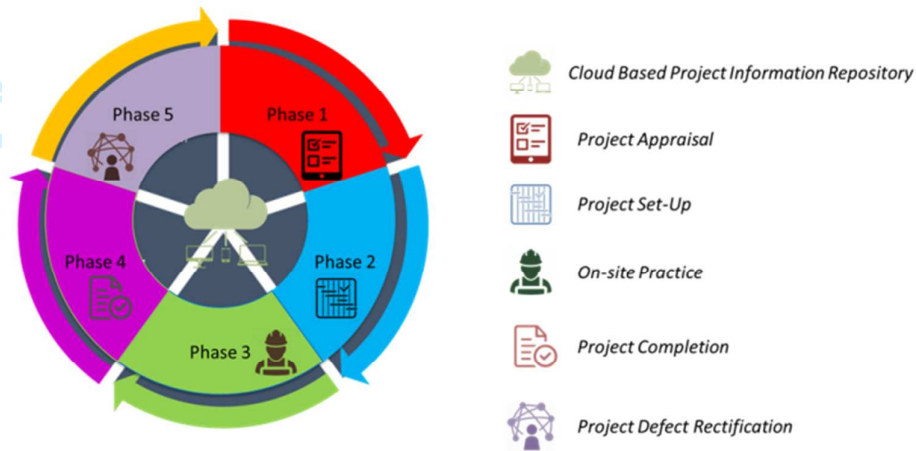 Phase 5
Phase 1
Phase 4
Phase 2
Phase 3
Cloud Based Project Information Repository
Project Appraisal
Project Set-Up
On-site Practice
Project Completion
Project Defect Rectification